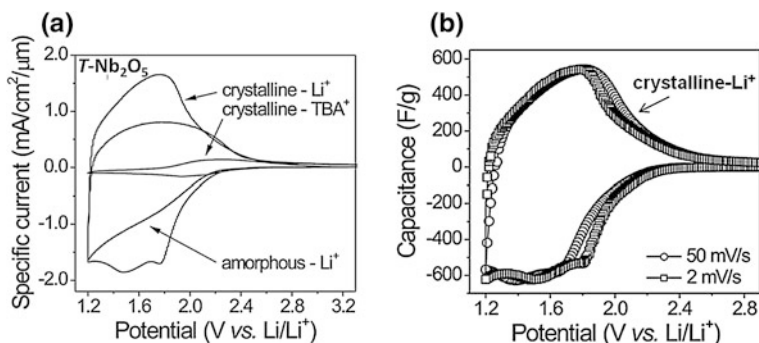 (a)
T-Nb₂O₅
crystalline - Li⁺
crystalline - TBA⁺
amorphous - Li⁺
2.0
1.0
0.0
-1.0
-2.0
Specific current (mA/cm²/µm)
1.2 1.6 2.0 2.4 2.8 3.2
Potential (V vs. Li/Li⁺)
(b)
crystalline-Li⁺
600
400
200
0
-200
-400
-600
Capacitance (F/g)
50 mV/s
2 mV/s
1.2 1.6 2.0 2.4 2.8
Potential (V vs. Li/Li⁺)